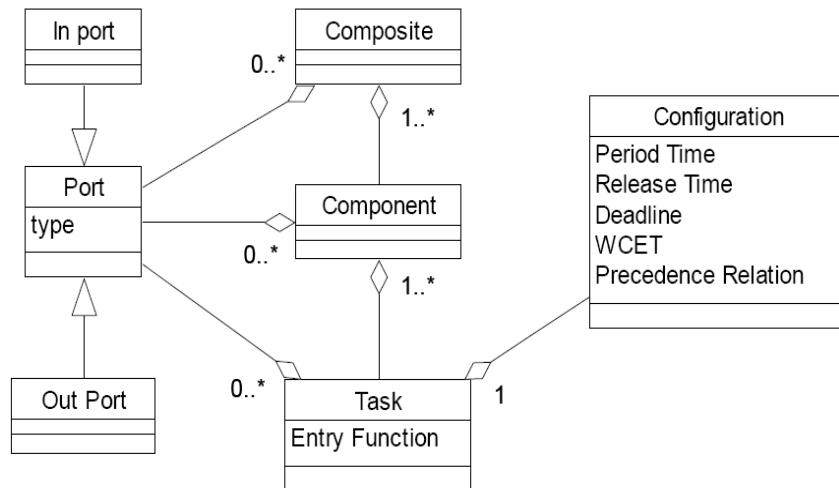 In port
Composite
0..*
1..*
Configuration
Period Time
Release Time
Deadline
WCET
Precedence Relation
Port
type
Component
0..*
1..*
Out Port
0..*
Task
Entry Function
1